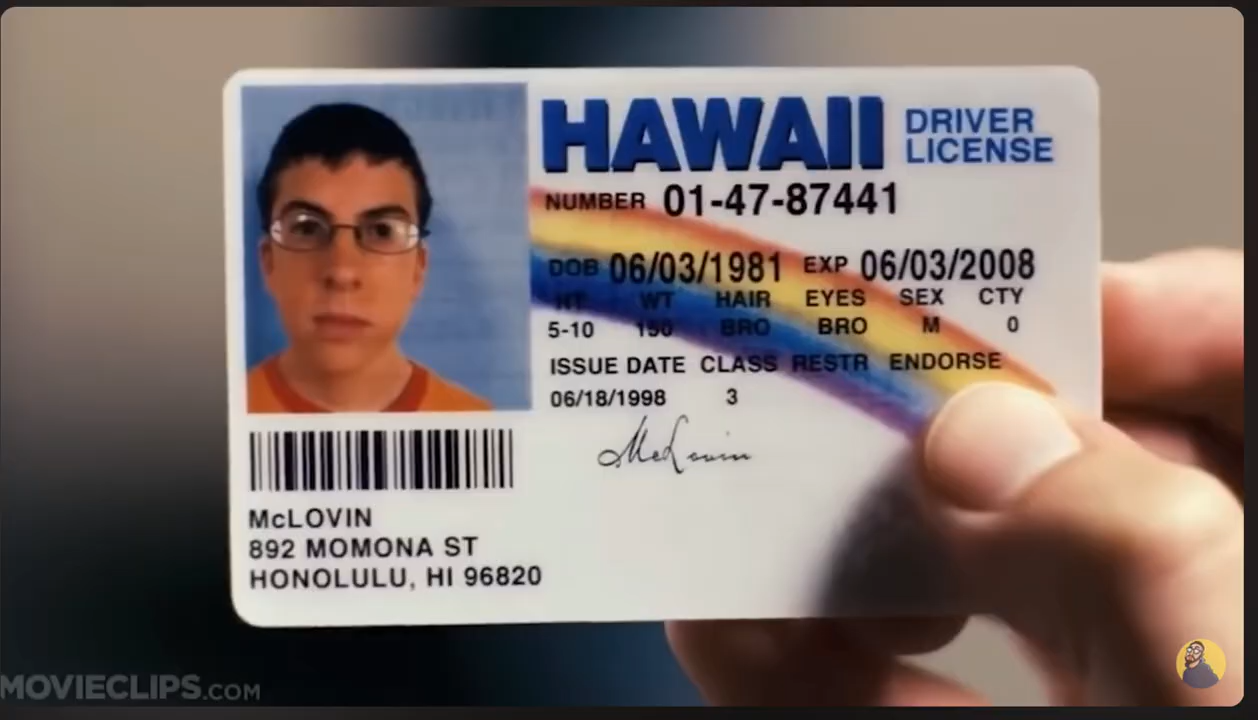 HAWAII DRIVER LICENSE
NUMBER 01-47-87441
DOB 06/03/1981 EXP 06/03/2008
HT WT HAIR EYES SEX CTY
5-10 150 BRO BRO M 0
ISSUE DATE CLASS RESTR ENDORSE
06/18/1998 3
McLovin
McLOVIN
892 MOMONA ST
HONOLULU, HI 96820
MOVIECLIPS.COM